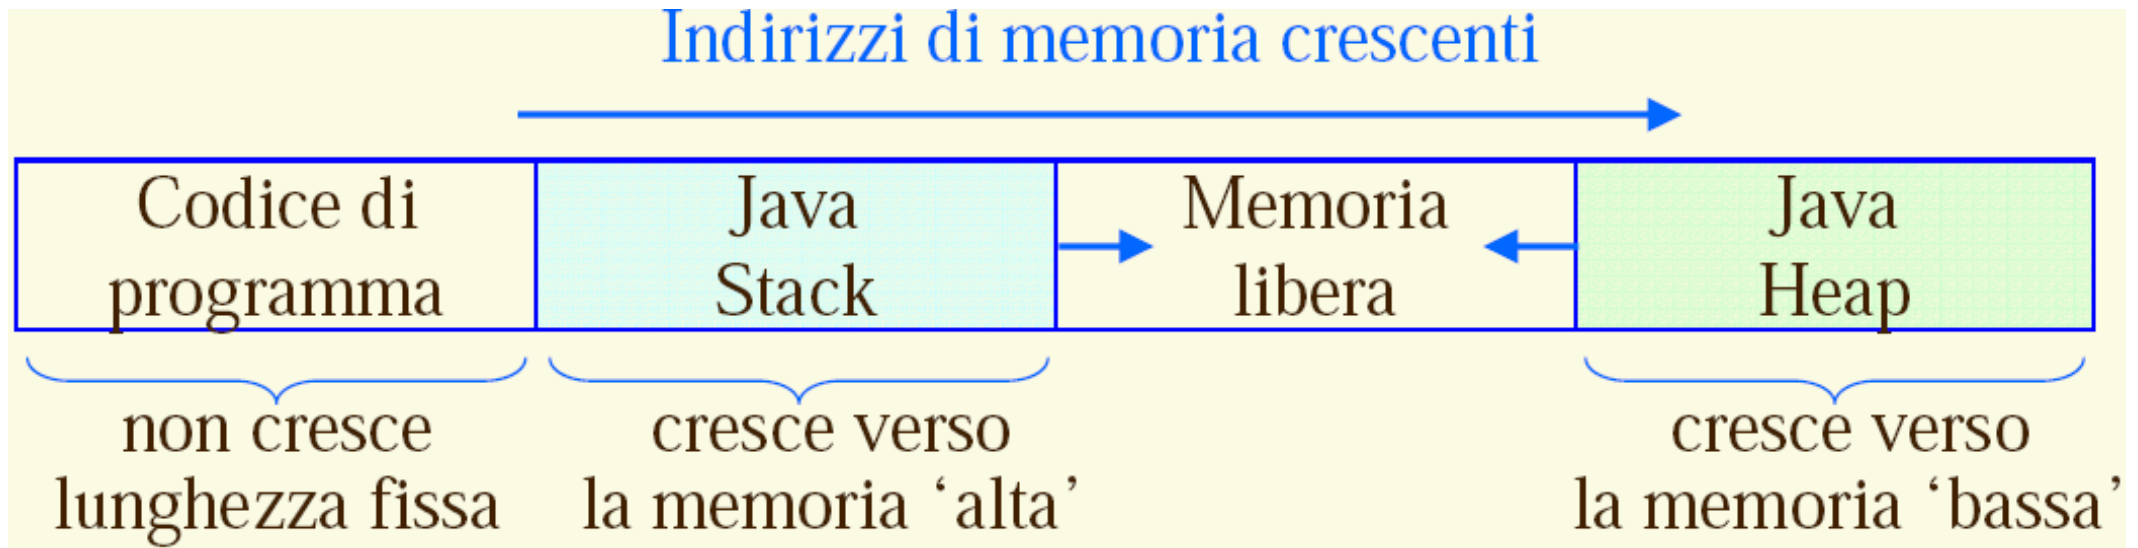 Indirizzi di memoria crescenti
Codice di
programma
Java
Stack
Memoria
libera
Java
Heap
non cresce
lunghezza fissa
cresce verso
la memoria ‘alta’
cresce verso
la memoria ‘bassa’